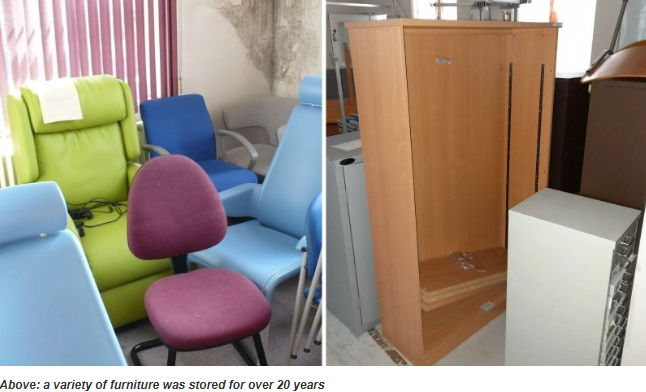 Above: a variety of furniture was stored for over 20 years